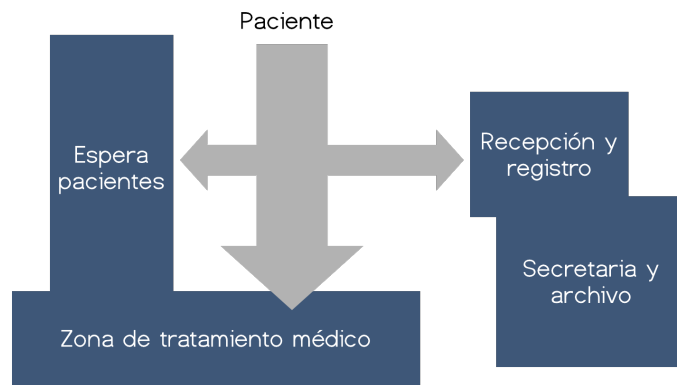 Paciente
Espera
pacientes
Recepción y
registro
Secretaria y
archivo
Zona de tratamiento médico